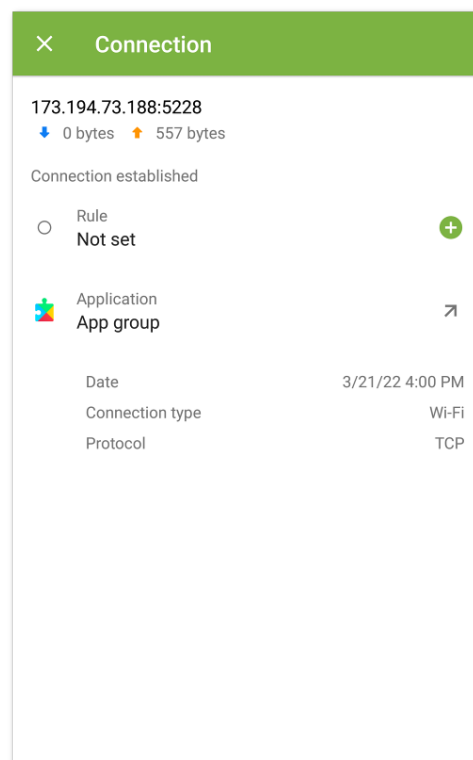 Connection
173.194.73.188:5228
0 bytes 557 bytes
Connection established
Rule
Not set
Application
App group
Date 3/21/22 4:00 PM
Connection type Wi-Fi
Protocol TCP